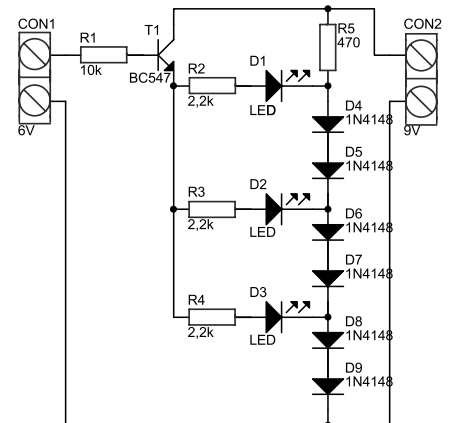 CON1
CON2
T1
R1
R5
470
10k
BC547
R2
D1
2,2k
LED
D4
1N4148
6V
9V
D5
1N4148
R3
D2
2,2k
LED
D6
1N4148
D7
1N4148
R4
D3
2,2k
LED
D8
1N4148
D9
1N4148